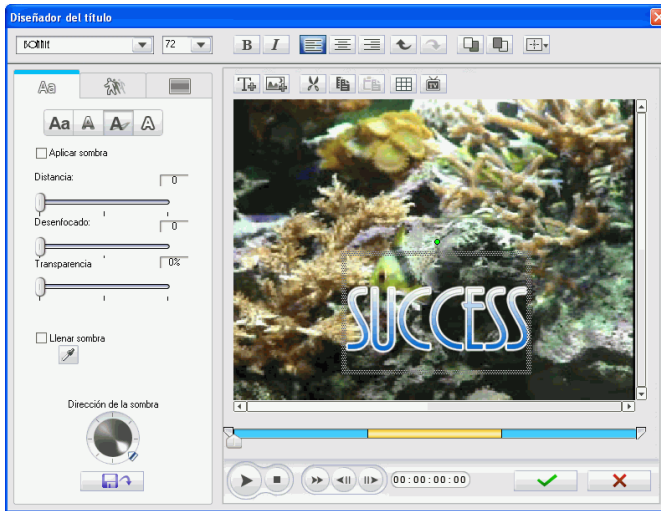 Diseñador del título
BONNIE 72 B I
Aa
Aa A A A
Aplicar sombra
Distancia: 0
Desenfocado: 0
Transparencia 0%
Llenar sombra
Dirección de la sombra
SUCCESS
00:00:00:00